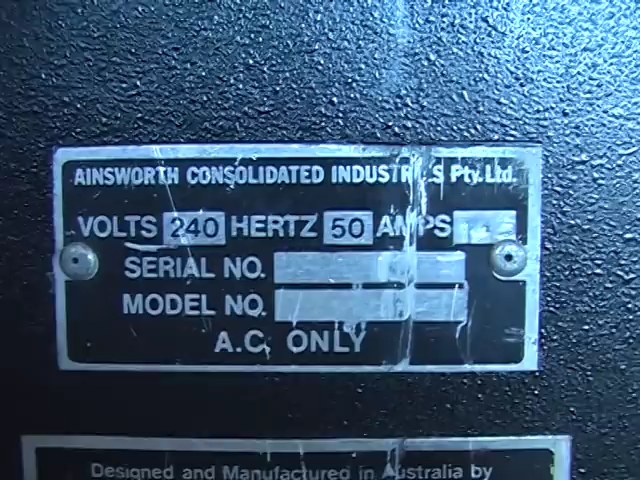 AINSWORTH CONSOLIDATED INDUSTRIES Pty. Ltd.
VOLTS 240 HERTZ 50 AMPS
SERIAL NO.
MODEL NO.
A.C. ONLY
Designed and Manufactured in Australia by